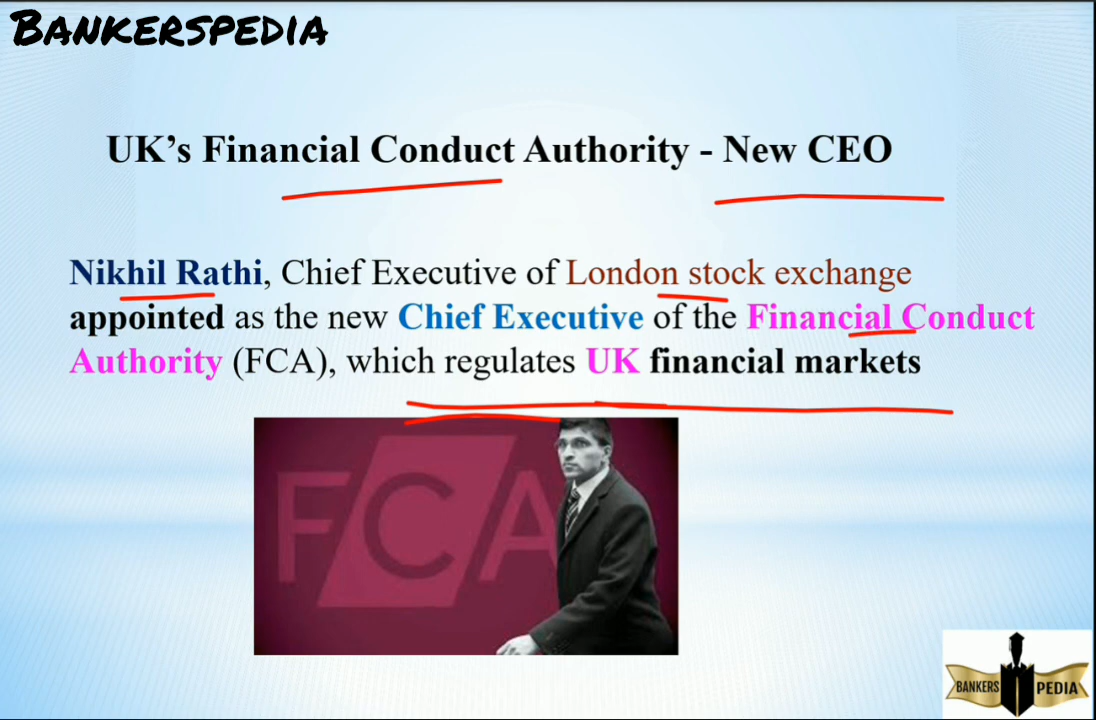 BANKERSPEDIA
UK's Financial Conduct Authority - New CEO
Nikhil Rathi, Chief Executive of London stock exchange
appointed as the new Chief Executive of the Financial Conduct
Authority (FCA), which regulates UK financial markets
FCA
BANKERS PEDIA